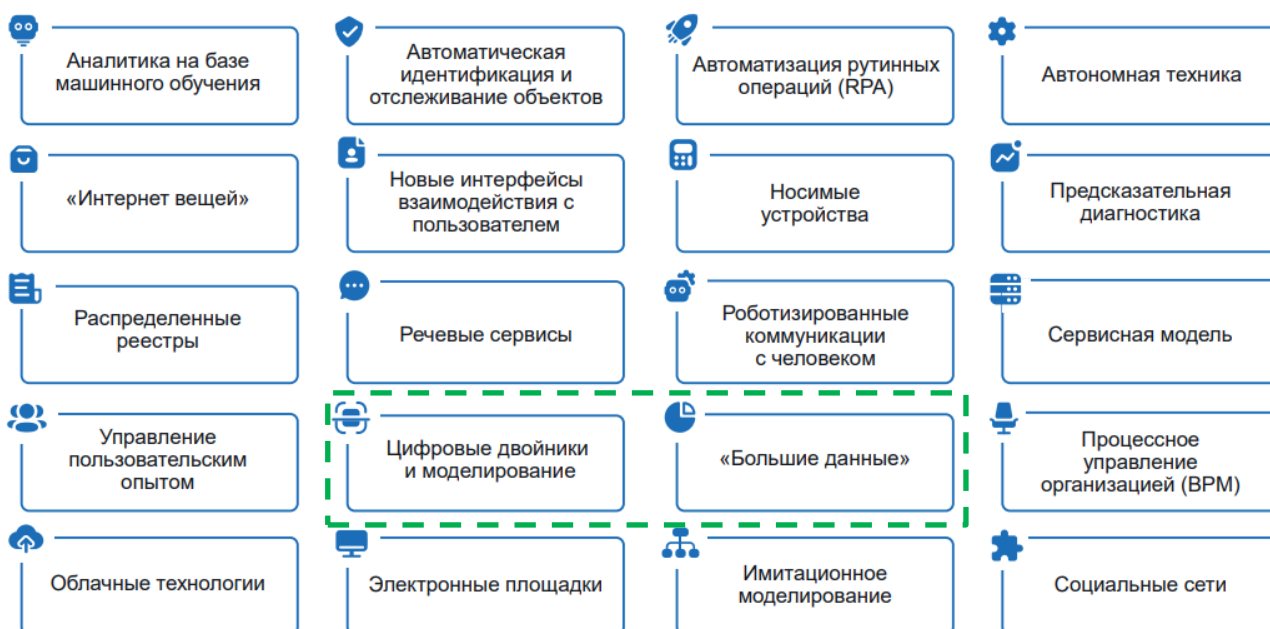 Аналитика на базе
машинного обучения
Автоматическая
идентификация и
отслеживание объектов
Автоматизация рутинных
операций (RPA)
Автономная техника
«Интернет вещей»
Новые интерфейсы
взаимодействия с
пользователем
Носимые
устройства
Предсказательная
диагностика
Распределенные
реестры
Речевые сервисы
Роботизированные
коммуникации
с человеком
Сервисная модель
Управление
пользовательским
опытом
Цифровые двойники
и моделирование
«Большие данные»
Процессное
управление
организацией (BPM)
Облачные технологии
Электронные площадки
Имитационное
моделирование
Социальные сети